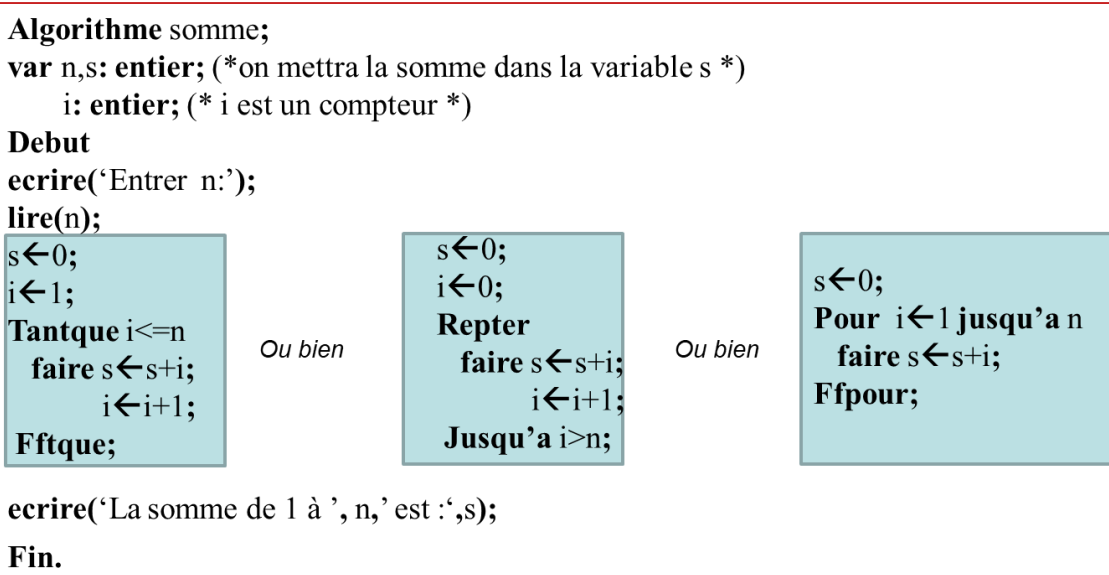 Algorithme somme;
var n,s: entier; (*on mettra la somme dans la variable s *)
i: entier; (* i est un compteur *)
Debut
ecrire(‘Entrer n:’);
lire(n);
s←0;
i←1;
Tantque i<=n
faire s←s+i;
i←i+1;
Fftque;
Ou bien
s←0;
i←0;
Repter
faire s←s+i;
i←i+1;
Jusqu’a i>n;
Ou bien
s←0;
Pour i←1 jusqu’a n
faire s←s+i;
Ffpour;
ecrire(‘La somme de 1 à ’, n,’ est :‘,s);
Fin.